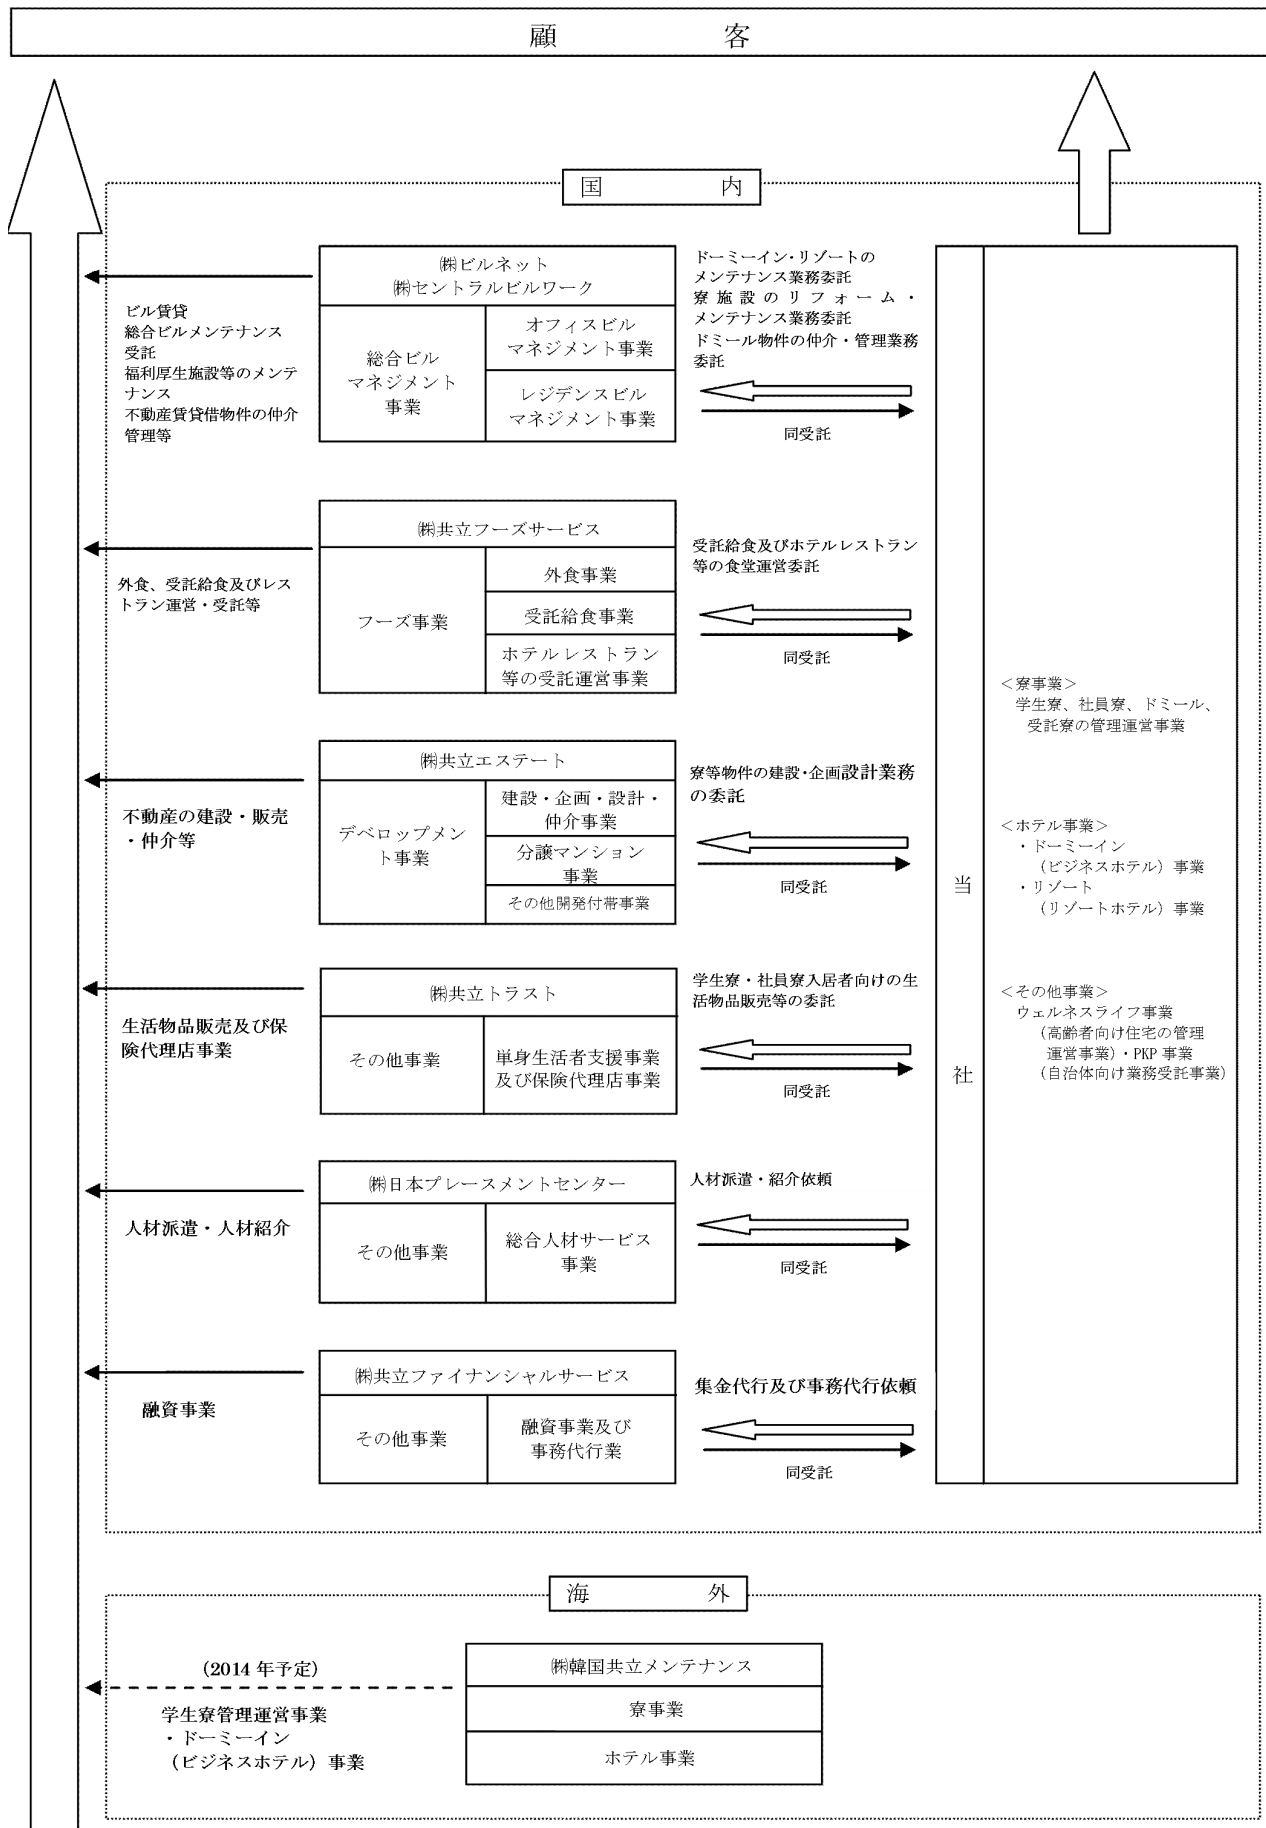 顧客
国内
㈱ビルネット
㈱セントラルビルワーク
総合ビル
マネジメント
事業
オフィスビル
マネジメント事業
レジデンスビル
マネジメント事業
ビル賃貸
総合ビルメンテナンス
受託
福利厚生施設等のメンテ
ナンス
不動産賃貸借物件の仲介
管理等
ドーミーイン・リゾートの
メンテナンス業務委託
寮施設のリフォーム・
メンテナンス業務委託
ドミール物件の仲介・管理業務
委託
同受託
㈱共立フーズサービス
フーズ事業
外食事業
受託給食事業
ホテルレストラン
等の受託運営事業
外食、受託給食及びレス
トラン運営・受託等
受託給食及びホテルレストラン
等の食堂運営委託
同受託
㈱共立エステート
デベロップメン
ト事業
建設・企画・設計・
仲介事業
分譲マンション
事業
その他開発付帯事業
不動産の建設・販売
・仲介等
寮等物件の建設・企画設計業務
の委託
同受託
㈱共立トラスト
その他事業
単身生活者支援事業
及び保険代理店事業
生活物品販売及び保
険代理店事業
学生寮・社員寮入居者向けの生
活物品販売等の委託
同受託
㈱日本プレースメントセンター
その他事業
総合人材サービス
事業
人材派遣・人材紹介
人材派遣・紹介依頼
同受託
㈱共立ファイナンシャルサービス
その他事業
融資事業及び
事務代行業
融資事業
集金代行及び事務代行依頼
同受託
当社
＜寮事業＞
学生寮、社員寮、ドミール、
受託寮の管理運営事業
＜ホテル事業＞
・ドーミーイン
（ビジネスホテル）事業
・リゾート
（リゾートホテル）事業
＜その他事業＞
ウェルネスライフ事業
（高齢者向け住宅の管理
運営事業）・PKP 事業
（自治体向け業務受託事業）
海外
（2014 年予定）
学生寮管理運営事業
・ドーミーイン
（ビジネスホテル）事業
㈱韓国共立メンテナンス
寮事業
ホテル事業